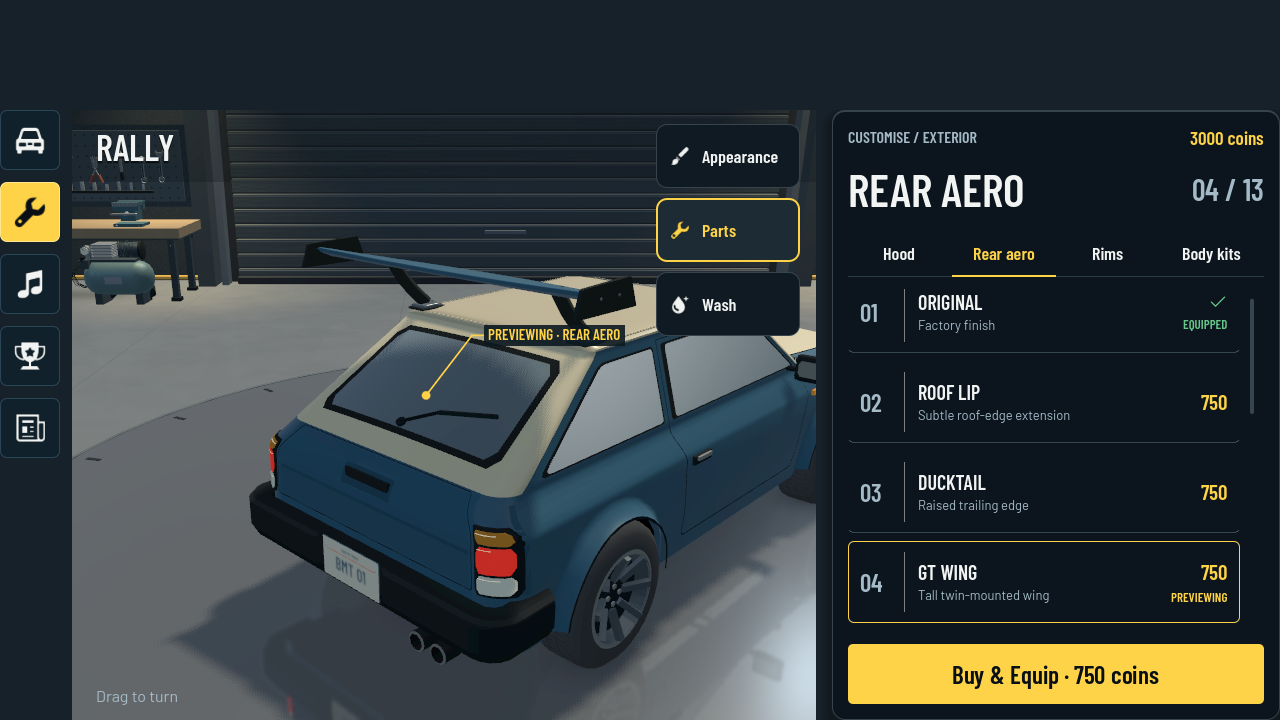 RALLY
Appearance
Parts
Wash
PREVIEWING · REAR AERO
BMT 01
Drag to turn
CUSTOMISE / EXTERIOR
3000 coins
REAR AERO
04 / 13
Hood
Rear aero
Rims
Body kits
01
ORIGINAL
Factory finish
EQUIPPED
02
ROOF LIP
Subtle roof-edge extension
750
03
DUCKTAIL
Raised trailing edge
750
04
GT WING
Tall twin-mounted wing
750
PREVIEWING
Buy & Equip · 750 coins